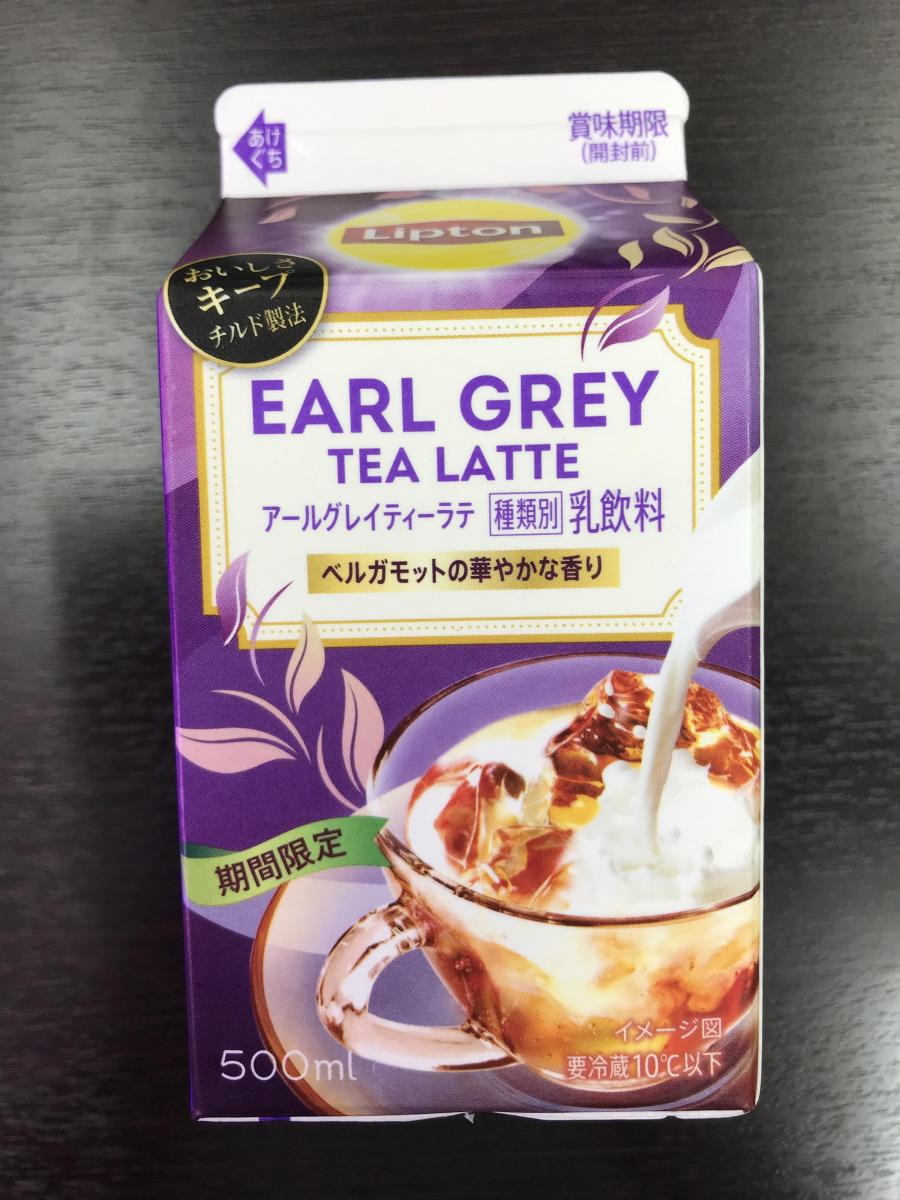 あけ
ぐち
賞味期限
(開封前)
Lipton
おいしさ
キープ
チルド製法
EARL GREY
TEA LATTE
アールグレイティーラテ 種類別 乳飲料
ベルガモットの華やかな香り
期間限定
イメージ図
500ml 要冷蔵10℃以下